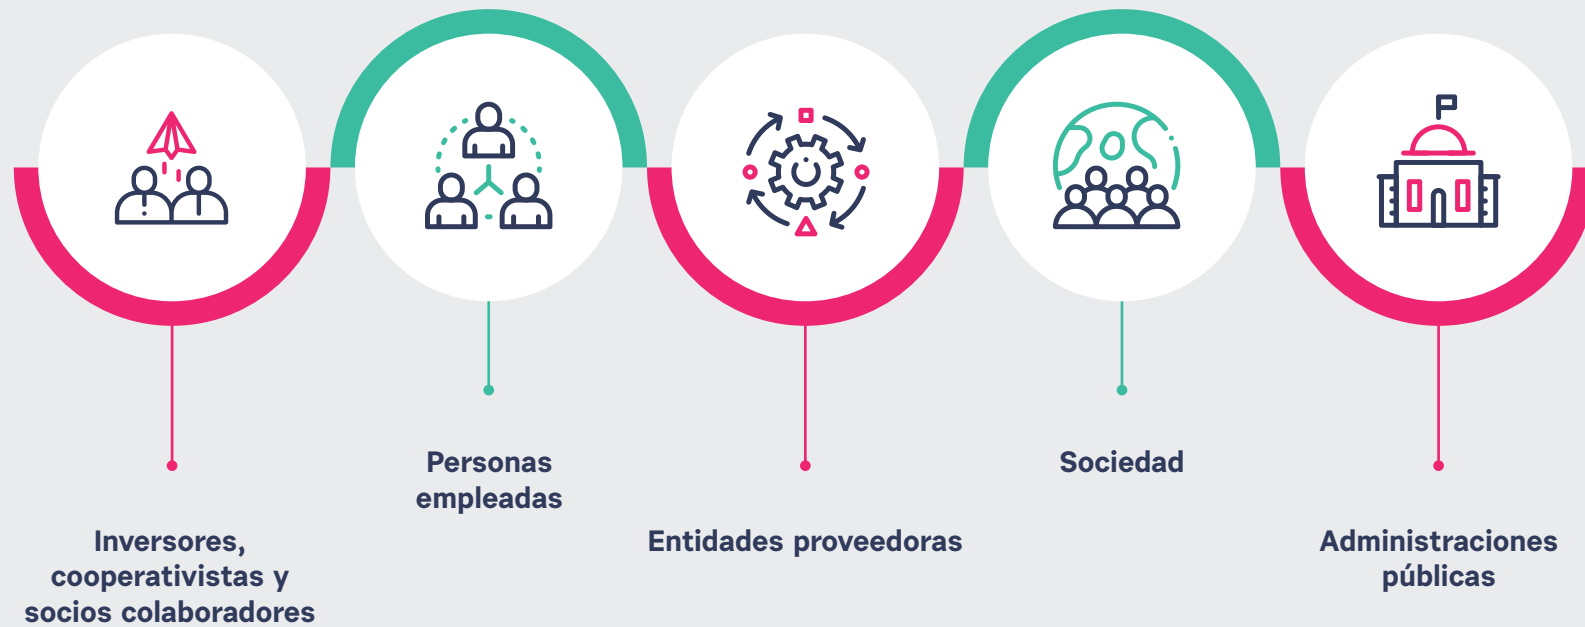 Inversores,
cooperativistas y
socios colaboradores
Personas
empleadas
Entidades proveedoras
Sociedad
Administraciones
públicas